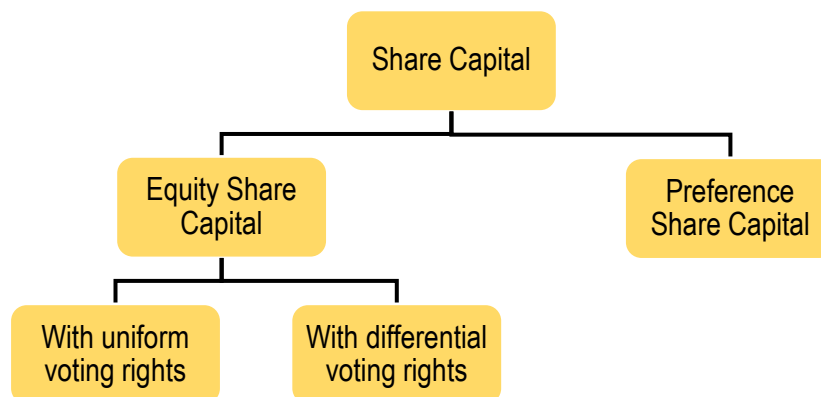 Share Capital
Equity Share
Capital
Preference
Share Capital
With uniform
voting rights
With differential
voting rights